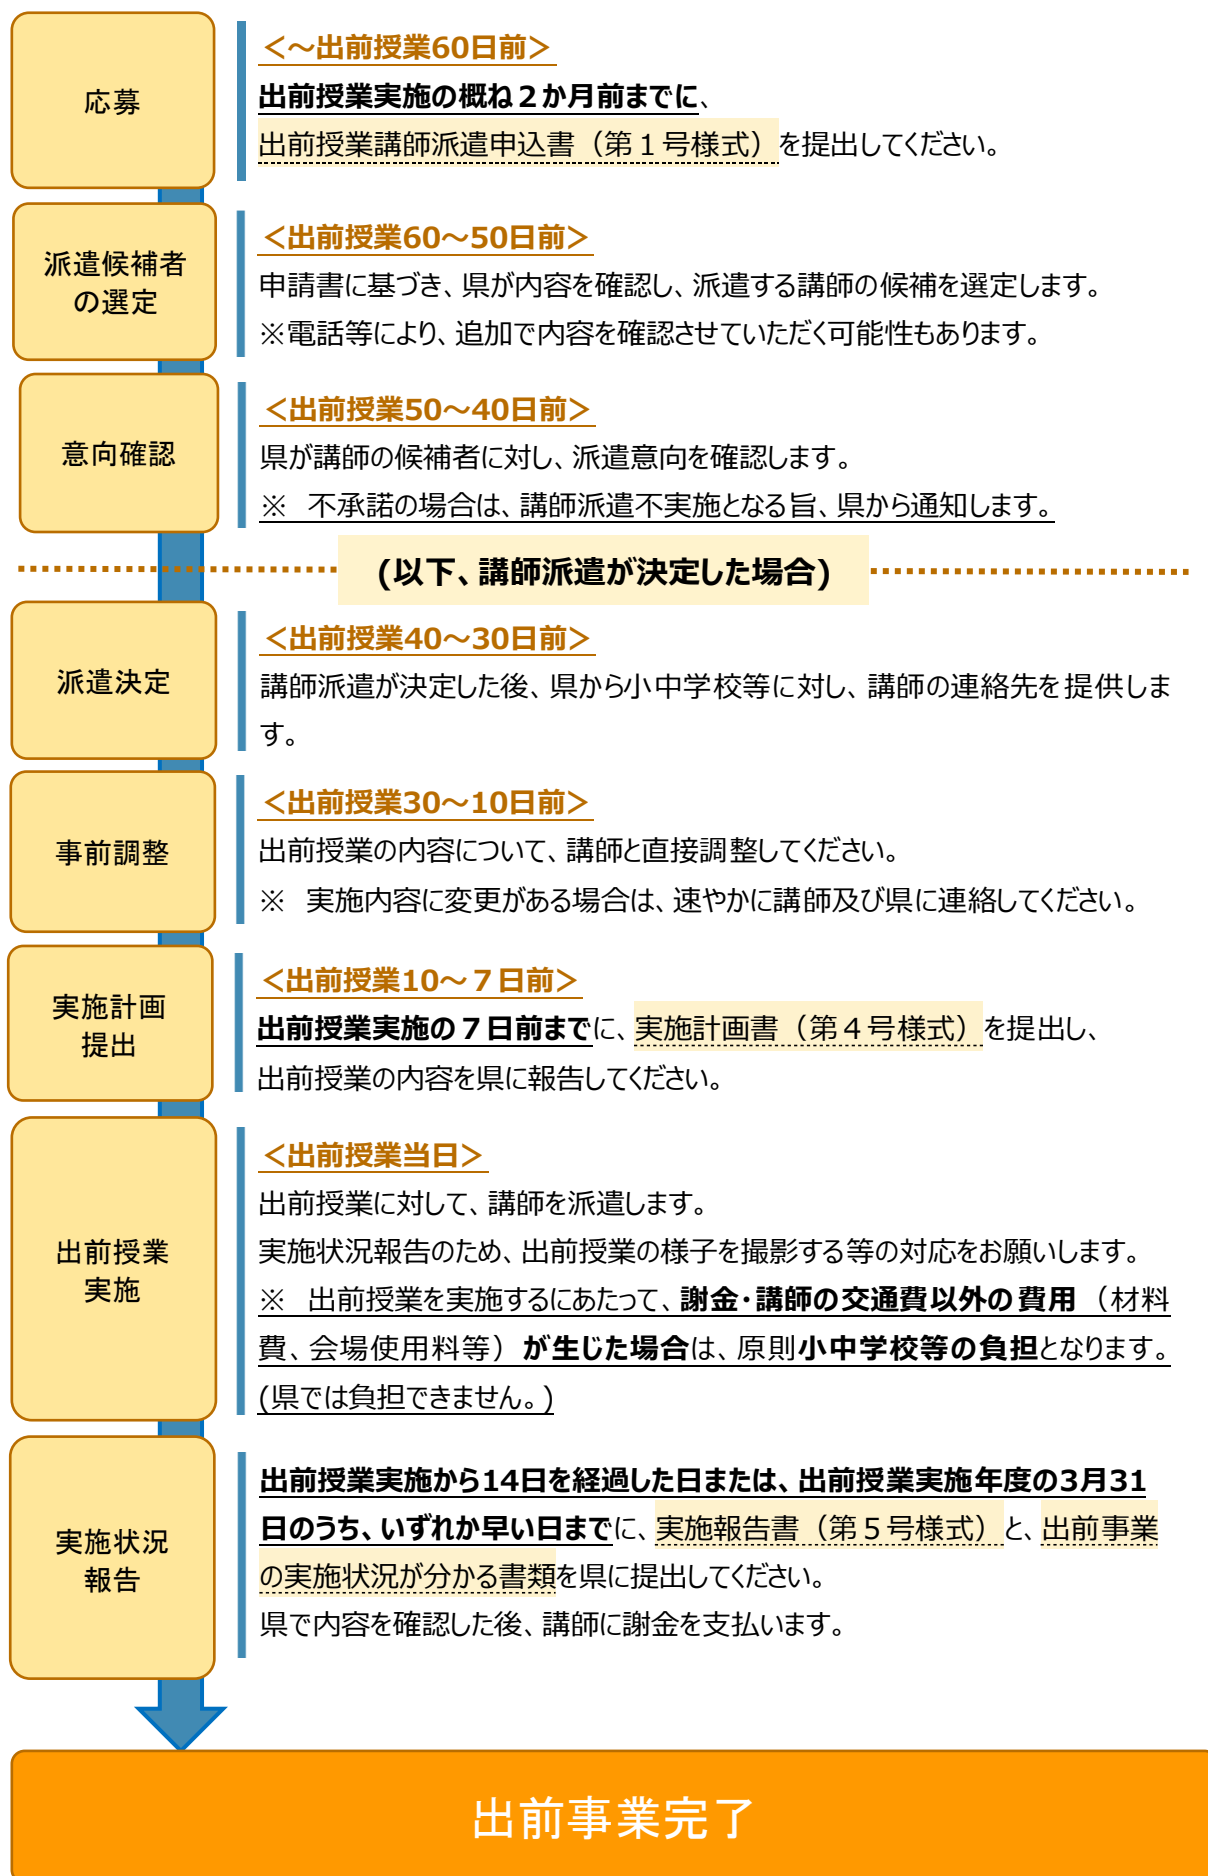 応募
＜～出前授業60日前＞
出前授業実施の概ね２か月前までに、
出前授業講師派遣申込書（第１号様式）を提出してください。
派遣候補者
の選定
＜出前授業60～50日前＞
申請書に基づき、県が内容を確認し、派遣する講師の候補を選定します。
※電話等により、追加で内容を確認させていただく可能性もあります。
意向確認
＜出前授業50～40日前＞
県が講師の候補者に対し、派遣意向を確認します。
※　不承諾の場合は、講師派遣不実施となる旨、県から通知します。
(以下、講師派遣が決定した場合)
派遣決定
＜出前授業40～30日前＞
講師派遣が決定した後、県から小中学校等に対し、講師の連絡先を提供しま
す。
事前調整
＜出前授業30～10日前＞
出前授業の内容について、講師と直接調整してください。
※　実施内容に変更がある場合は、速やかに講師及び県に連絡してください。
実施計画
提出
＜出前授業10～７日前＞
出前授業実施の７日前までに、実施計画書（第４号様式）を提出し、
出前授業の内容を県に報告してください。
出前授業
実施
＜出前授業当日＞
出前授業に対して、講師を派遣します。
実施状況報告のため、出前授業の様子を撮影する等の対応をお願いします。
※　出前授業を実施するにあたって、謝金・講師の交通費以外の費用（材料
費、会場使用料等）が生じた場合は、原則小中学校等の負担となります。
(県では負担できません。)
実施状況
報告
出前授業実施から14日を経過した日または、出前授業実施年度の3月31
日のうち、いずれか早い日までに、実施報告書（第５号様式）と、出前事業
の実施状況が分かる書類を県に提出してください。
県で内容を確認した後、講師に謝金を支払います。
出前事業完了